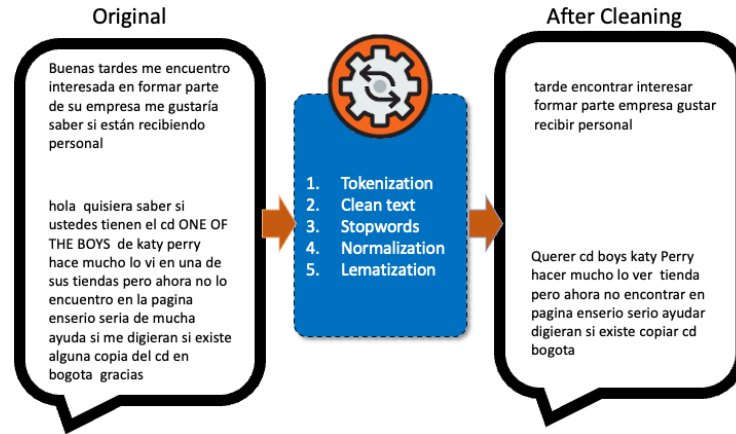 Original
Buenas tardes me encuentro
interesada en formar parte
de su empresa me gustaría
saber si están recibiendo
personal
hola quisiera saber si
ustedes tienen el cd ONE OF
THE BOYS de katy perry
hace mucho lo vi en una de
sus tiendas pero ahora no lo
encuentro en la pagina
enserio seria de mucha
ayuda si me digieran si existe
alguna copia del cd en
bogota gracias
1. Tokenization
2. Clean text
3. Stopwords
4. Normalization
5. Lematization
After Cleaning
tarde encontrar interesar
formar parte empresa gustar
recibir personal
Querer cd boys katy Perry
hacer mucho lo ver tienda
pero ahora no encontrar en
pagina enserio serio ayudar
digieran si existe copiar cd
bogota